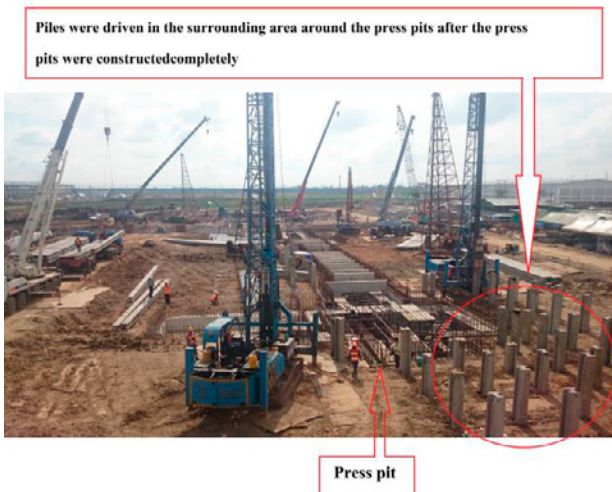 Piles were driven in the surrounding area around the press pits after the press
pits were constructedcompletely
Press pit